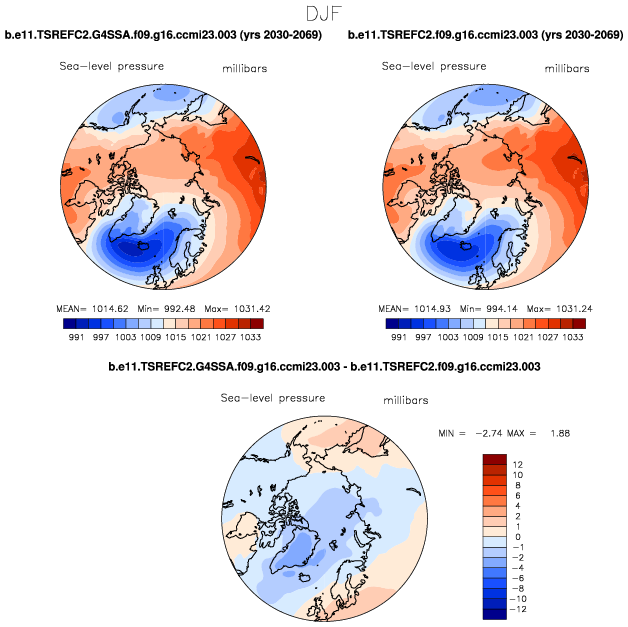 DJF
b.e11.TSREFC2.G4SSA.f09.g16.ccmi23.003 (yrs 2030-2069)
b.e11.TSREFC2.f09.g16.ccmi23.003 (yrs 2030-2069)
Sea-level pressure millibars
Sea-level pressure millibars
MEAN= 1014.62 Min= 992.48 Max= 1031.42
MEAN= 1014.93 Min= 994.14 Max= 1031.24
991 997 1003 1009 1015 1021 1027 1033
991 997 1003 1009 1015 1021 1027 1033
b.e11.TSREFC2.G4SSA.f09.g16.ccmi23.003 - b.e11.TSREFC2.f09.g16.ccmi23.003
Sea-level pressure millibars
MIN = -2.74 MAX = 1.88
12
10
8
6
4
2
1
0
-1
-2
-4
-6
-8
-10
-12